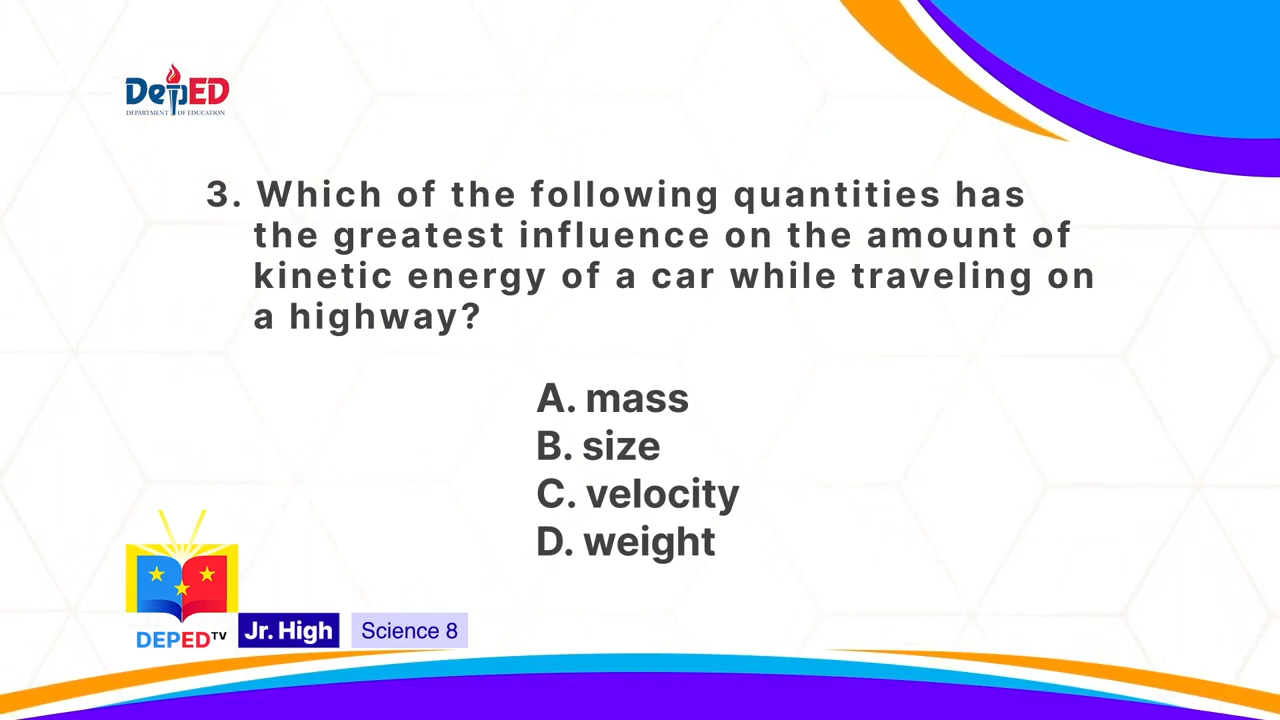 DepED
DEPARTMENT OF EDUCATION
3. Which of the following quantities has
the greatest influence on the amount of
kinetic energy of a car while traveling on
a highway?
A. mass
B. size
C. velocity
D. weight
DEPED TV
Jr. High
Science 8